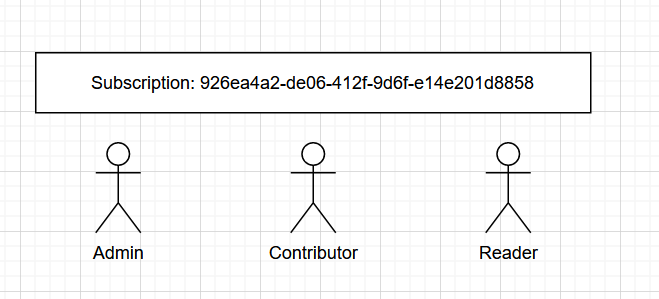 Subscription: 926ea4a2-de06-412f-9d6f-e14e201d8858
Admin
Contributor
Reader